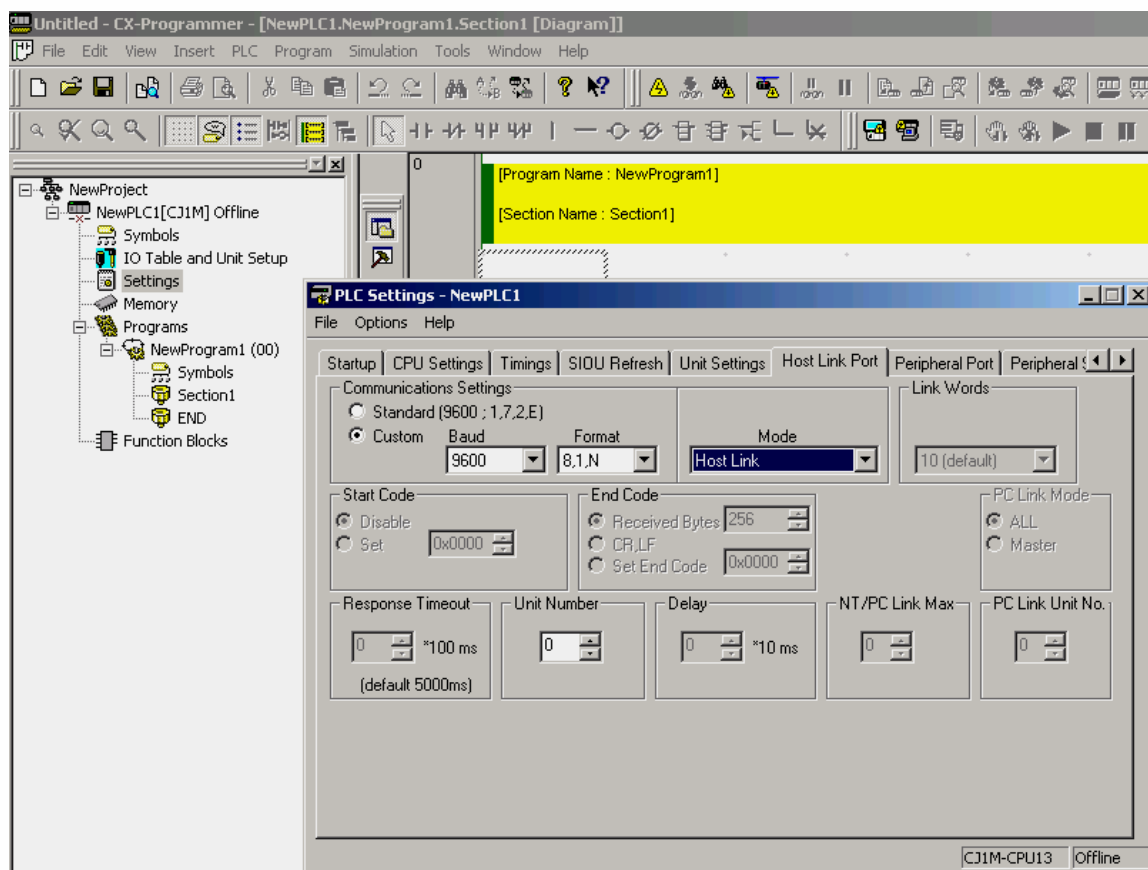 Untitled - CX-Programmer - [NewPLC1.NewProgram1.Section1 [Diagram]]
File Edit View Insert PLC Program Simulation Tools Window Help
0
[Program Name : NewProgram1]
[Section Name : Section1]
NewProject
NewPLC1[CJ1M] Offline
Symbols
IO Table and Unit Setup
Settings
Memory
Programs
NewProgram1 (00)
Symbols
Section1
END
Function Blocks
PLC Settings - NewPLC1
File Options Help
Startup CPU Settings Timings SIOU Refresh Unit Settings Host Link Port Peripheral Port Peripheral
Communications Settings Link Words
Standard (9600 ; 1,7,2,E)
Custom Baud Format Mode
9600 8,1,N Host Link 10 (default)
Start Code End Code PC Link Mode
Disable Received Bytes 256 ALL
Set 0x0000 CR,LF Master
Set End Code 0x0000
Response Timeout Unit Number Delay NT/PC Link Max PC Link Unit No.
0 *100 ms 0 0 *10 ms 0 0
(default 5000ms)
CJ1M-CPU13 Offline